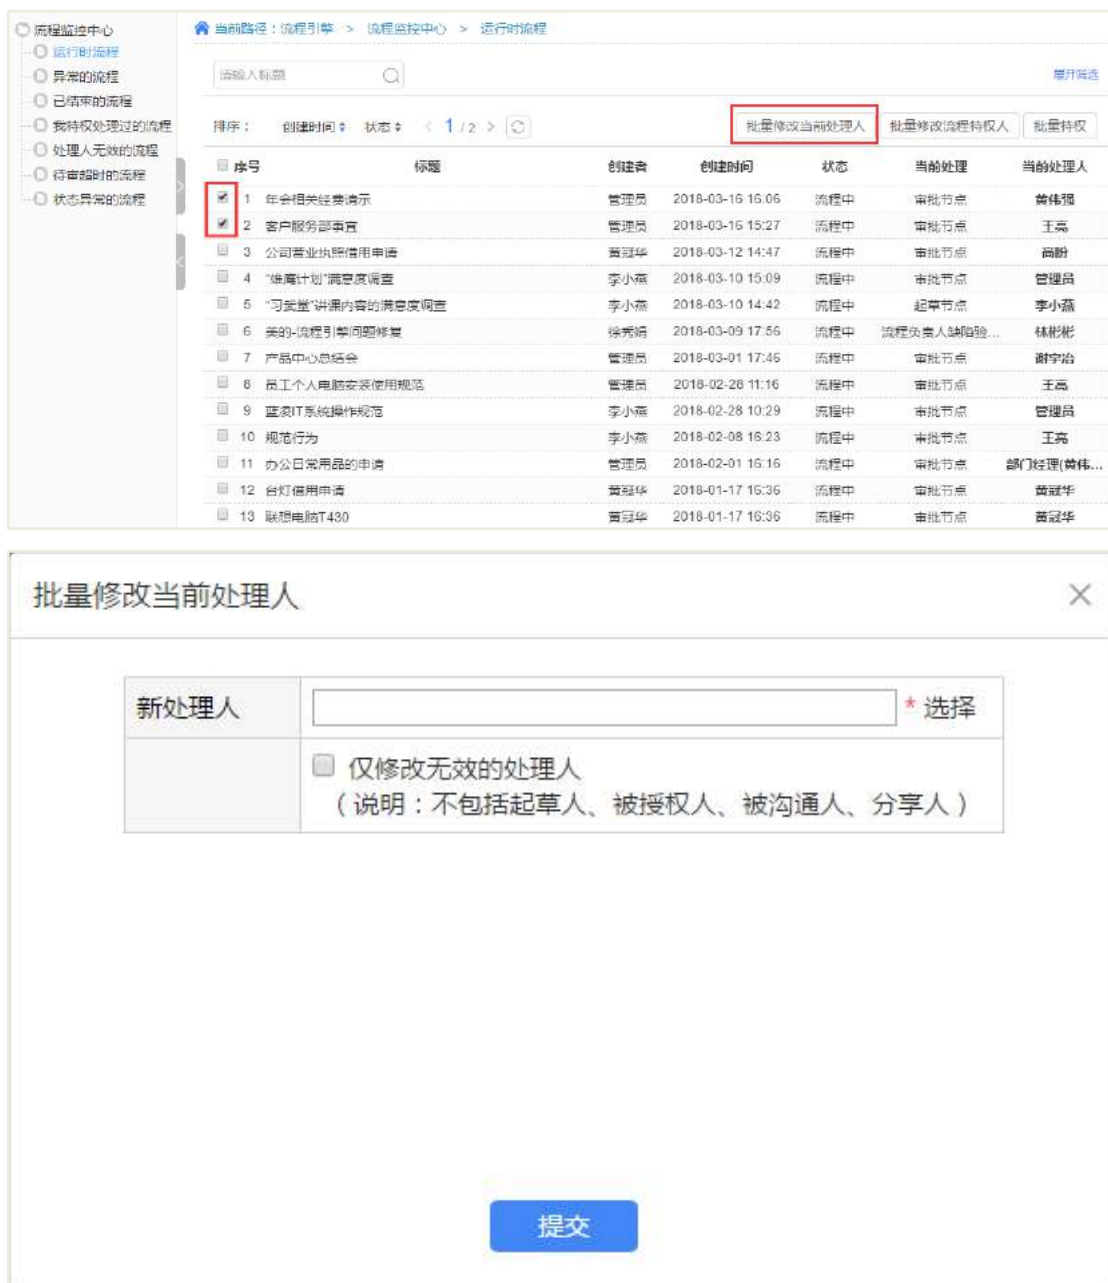 流程监控中心
运行时流程
异常的流程
已结束的流程
我特权处理过的流程
处理人无效的流程
待审超时的流程
状态异常的流程
当前路径：流程引擎 > 流程监控中心 > 运行时流程
请输入标题
展开筛选
排序： 创建时间 状态 1 / 2 批量修改当前处理人 批量修改流程特权人 批量特权
序号 标题 创建者 创建时间 状态 当前处理 当前处理人
1 年会相关经费请示 管理员 2018-03-16 16:06 流程中 审批节点 黄伟强
2 客户服务部事宜 管理员 2018-03-16 15:27 流程中 审批节点 王亮
3 公司营业执照借用申请 黄冠华 2018-03-12 14:47 流程中 审批节点 高盼
4 “雄鹰计划”满意度调查 李小燕 2018-03-10 15:09 流程中 审批节点 管理员
5 “习武堂”讲课内容的满意度调查 李小燕 2018-03-10 14:42 流程中 起草节点 李小燕
6 美的-流程引擎问题修复 徐秀娟 2018-03-09 17:56 流程中 流程负责人缺陷验... 林彬彬
7 产品中心总结会 管理员 2018-03-01 17:46 流程中 审批节点 谢宇治
8 员工个人电脑安装使用规范 管理员 2018-02-28 11:16 流程中 审批节点 王亮
9 蓝凌IT系统操作规范 李小燕 2018-02-28 10:29 流程中 审批节点 管理员
10 规范行为 李小燕 2018-02-08 16:23 流程中 审批节点 王亮
11 办公日常用品的申请 管理员 2018-02-01 16:16 流程中 审批节点 部门经理(黄伟...
12 台灯借用申请 黄冠华 2018-01-17 16:36 流程中 审批节点 黄冠华
13 联想电脑T430 黄冠华 2018-01-17 16:36 流程中 审批节点 黄冠华
批量修改当前处理人
新处理人 * 选择
仅修改无效的处理人
（说明：不包括起草人、被授权人、被沟通人、分享人）
提交